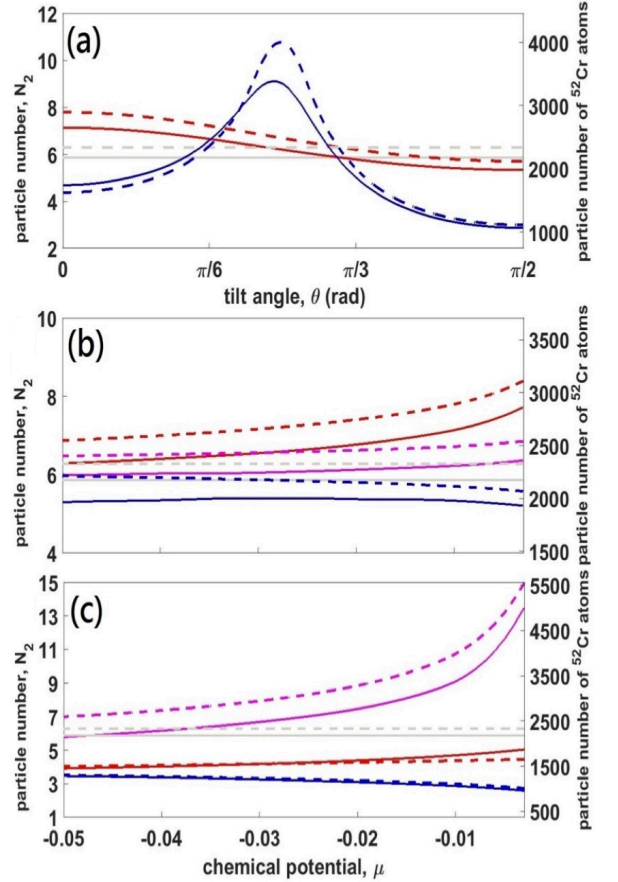 (a)
12
10
8
6
4
2
particle number, N2
4000
3000
2000
1000
particle number of 52Cr atoms
0
π/6
π/3
π/2
tilt angle, θ (rad)
(b)
10
8
6
4
particle number, N2
3500
3000
2500
2000
1500
particle number of 52Cr atoms
(c)
15
13
11
9
7
5
3
1
particle number, N2
5500
4500
3500
2500
1500
500
particle number of 52Cr atoms
-0.05
-0.04
-0.03
-0.02
-0.01
chemical potential, μ